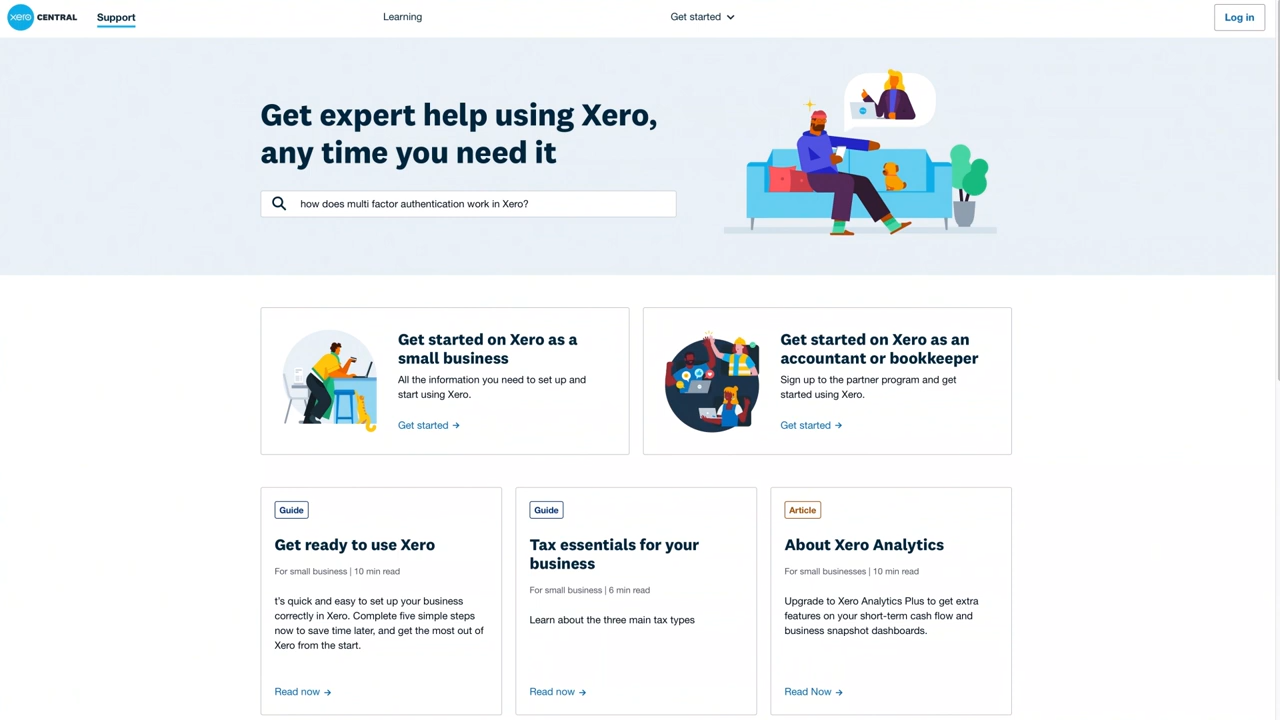 xero CENTRAL
Support
Learning
Get started
Log in
Get expert help using Xero,
any time you need it
how does multi factor authentication work in Xero?
Get started on Xero as a
small business
All the information you need to set up and
start using Xero.
Get started →
Get started on Xero as an
accountant or bookkeeper
Sign up to the partner program and get
started using Xero.
Get started →
Guide
Get ready to use Xero
For small business | 10 min read
t's quick and easy to set up your business
correctly in Xero. Complete five simple steps
now to save time later, and get the most out of
Xero from the start.
Read now →
Guide
Tax essentials for your
business
For small business | 6 min read
Learn about the three main tax types
Read now →
Article
About Xero Analytics
For small businesses | 10 min read
Upgrade to Xero Analytics Plus to get extra
features on your short-term cash flow and
business snapshot dashboards.
Read Now →